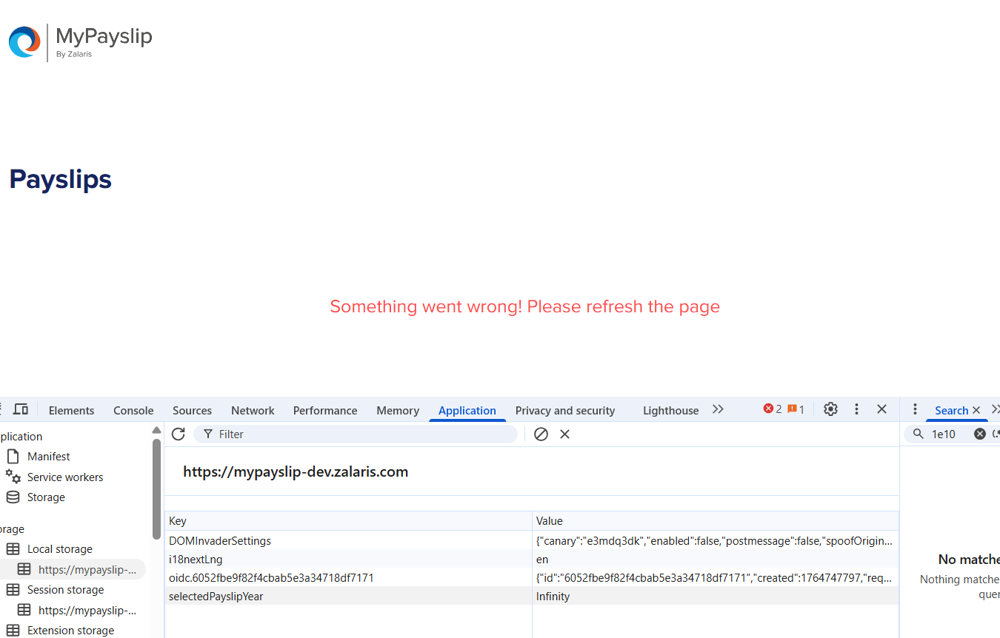 MyPayslip
By Zalaris
Payslips
Something went wrong! Please refresh the page
Elements Console Sources Network Performance Memory Application Privacy and security Lighthouse 2 1 Search
plication
Manifest
Service workers
Storage
orage
Local storage
https://mypayslip-...
Session storage
https://mypayslip-...
Extension storage
Filter
https://mypayslip-dev.zalaris.com
Key Value
DOMInvaderSettings {"canary":"e3mdq3dk","enabled":false,"postmessage":false,"spoofOrigin...
i18nextLng en
oidc.6052fbe9f82f4cbab5e3a34718df7171 {"id":"6052fbe9f82f4cbab5e3a34718df7171","created":1764747797,"req...
selectedPayslipYear Infinity
1e10 (.*
No matche
Nothing matche
quer